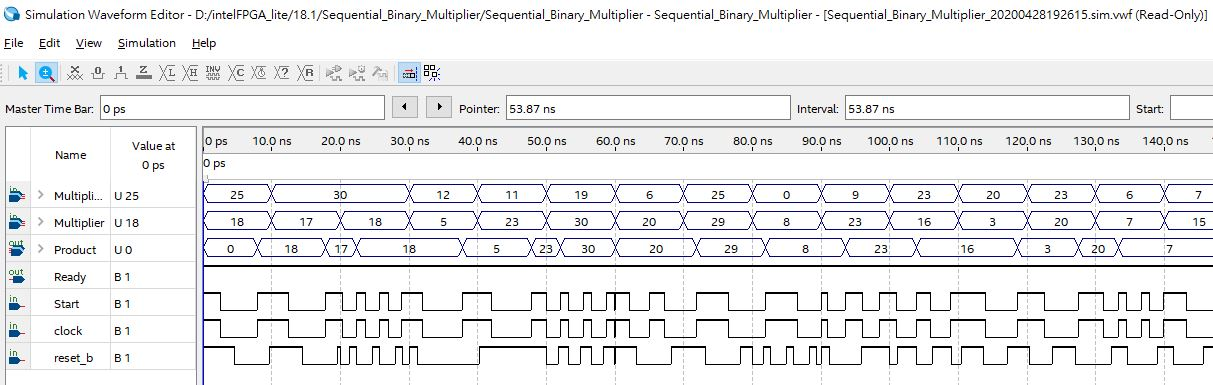 Simulation Waveform Editor - D:/intelFPGA_lite/18.1/Sequential_Binary_Multiplier/Sequential_Binary_Multiplier - Sequential_Binary_Multiplier - [Sequential_Binary_Multiplier_20200428192615.sim.vwf (Read-Only)]
File Edit View Simulation Help
Master Time Bar: 0 ps Pointer: 53.87 ns Interval: 53.87 ns Start:
Name Value at 0 ps 0 ps 10.0 ns 20.0 ns 30.0 ns 40.0 ns 50.0 ns 60.0 ns 70.0 ns 80.0 ns 90.0 ns 100.0 ns 110.0 ns 120.0 ns 130.0 ns 140.0 ns
0 ps
in Multipli... U 25 25 30 12 11 19 6 25 0 9 23 20 23 6 7
in Multiplier U 18 18 17 18 5 23 30 20 29 8 23 16 3 20 7 15
out Product U 0 0 18 17 18 5 23 30 20 29 8 23 16 3 20 7
out Ready B 1
in Start B 1
in clock B 1
in reset_b B 1